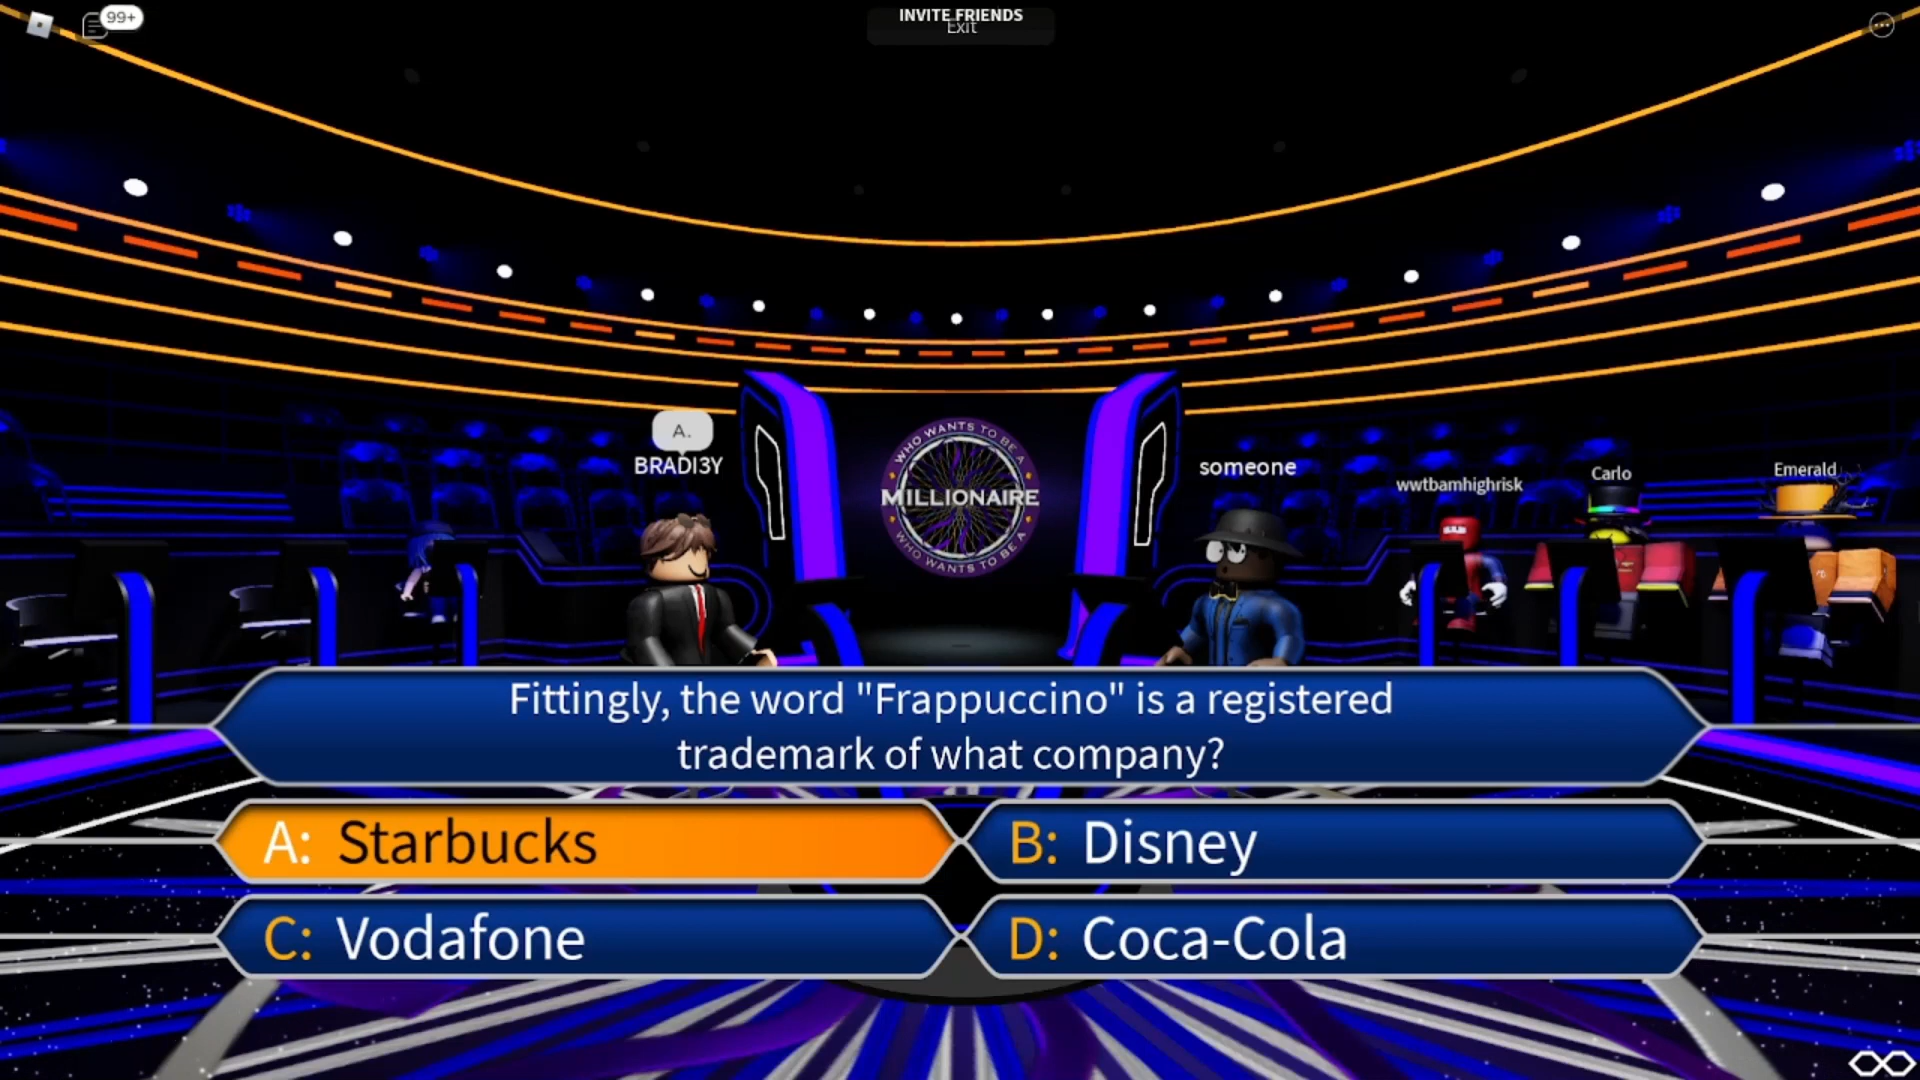 99+
INVITE FRIENDS
Exit
A.
BRADI3Y
WHO WANTS TO BE A
MILLIONAIRE
WHO WANTS TO BE A
someone
wwtbamhighrisk
Carlo
Emerald
Fittingly, the word "Frappuccino" is a registered
trademark of what company?
A: Starbucks
B: Disney
C: Vodafone
D: Coca-Cola